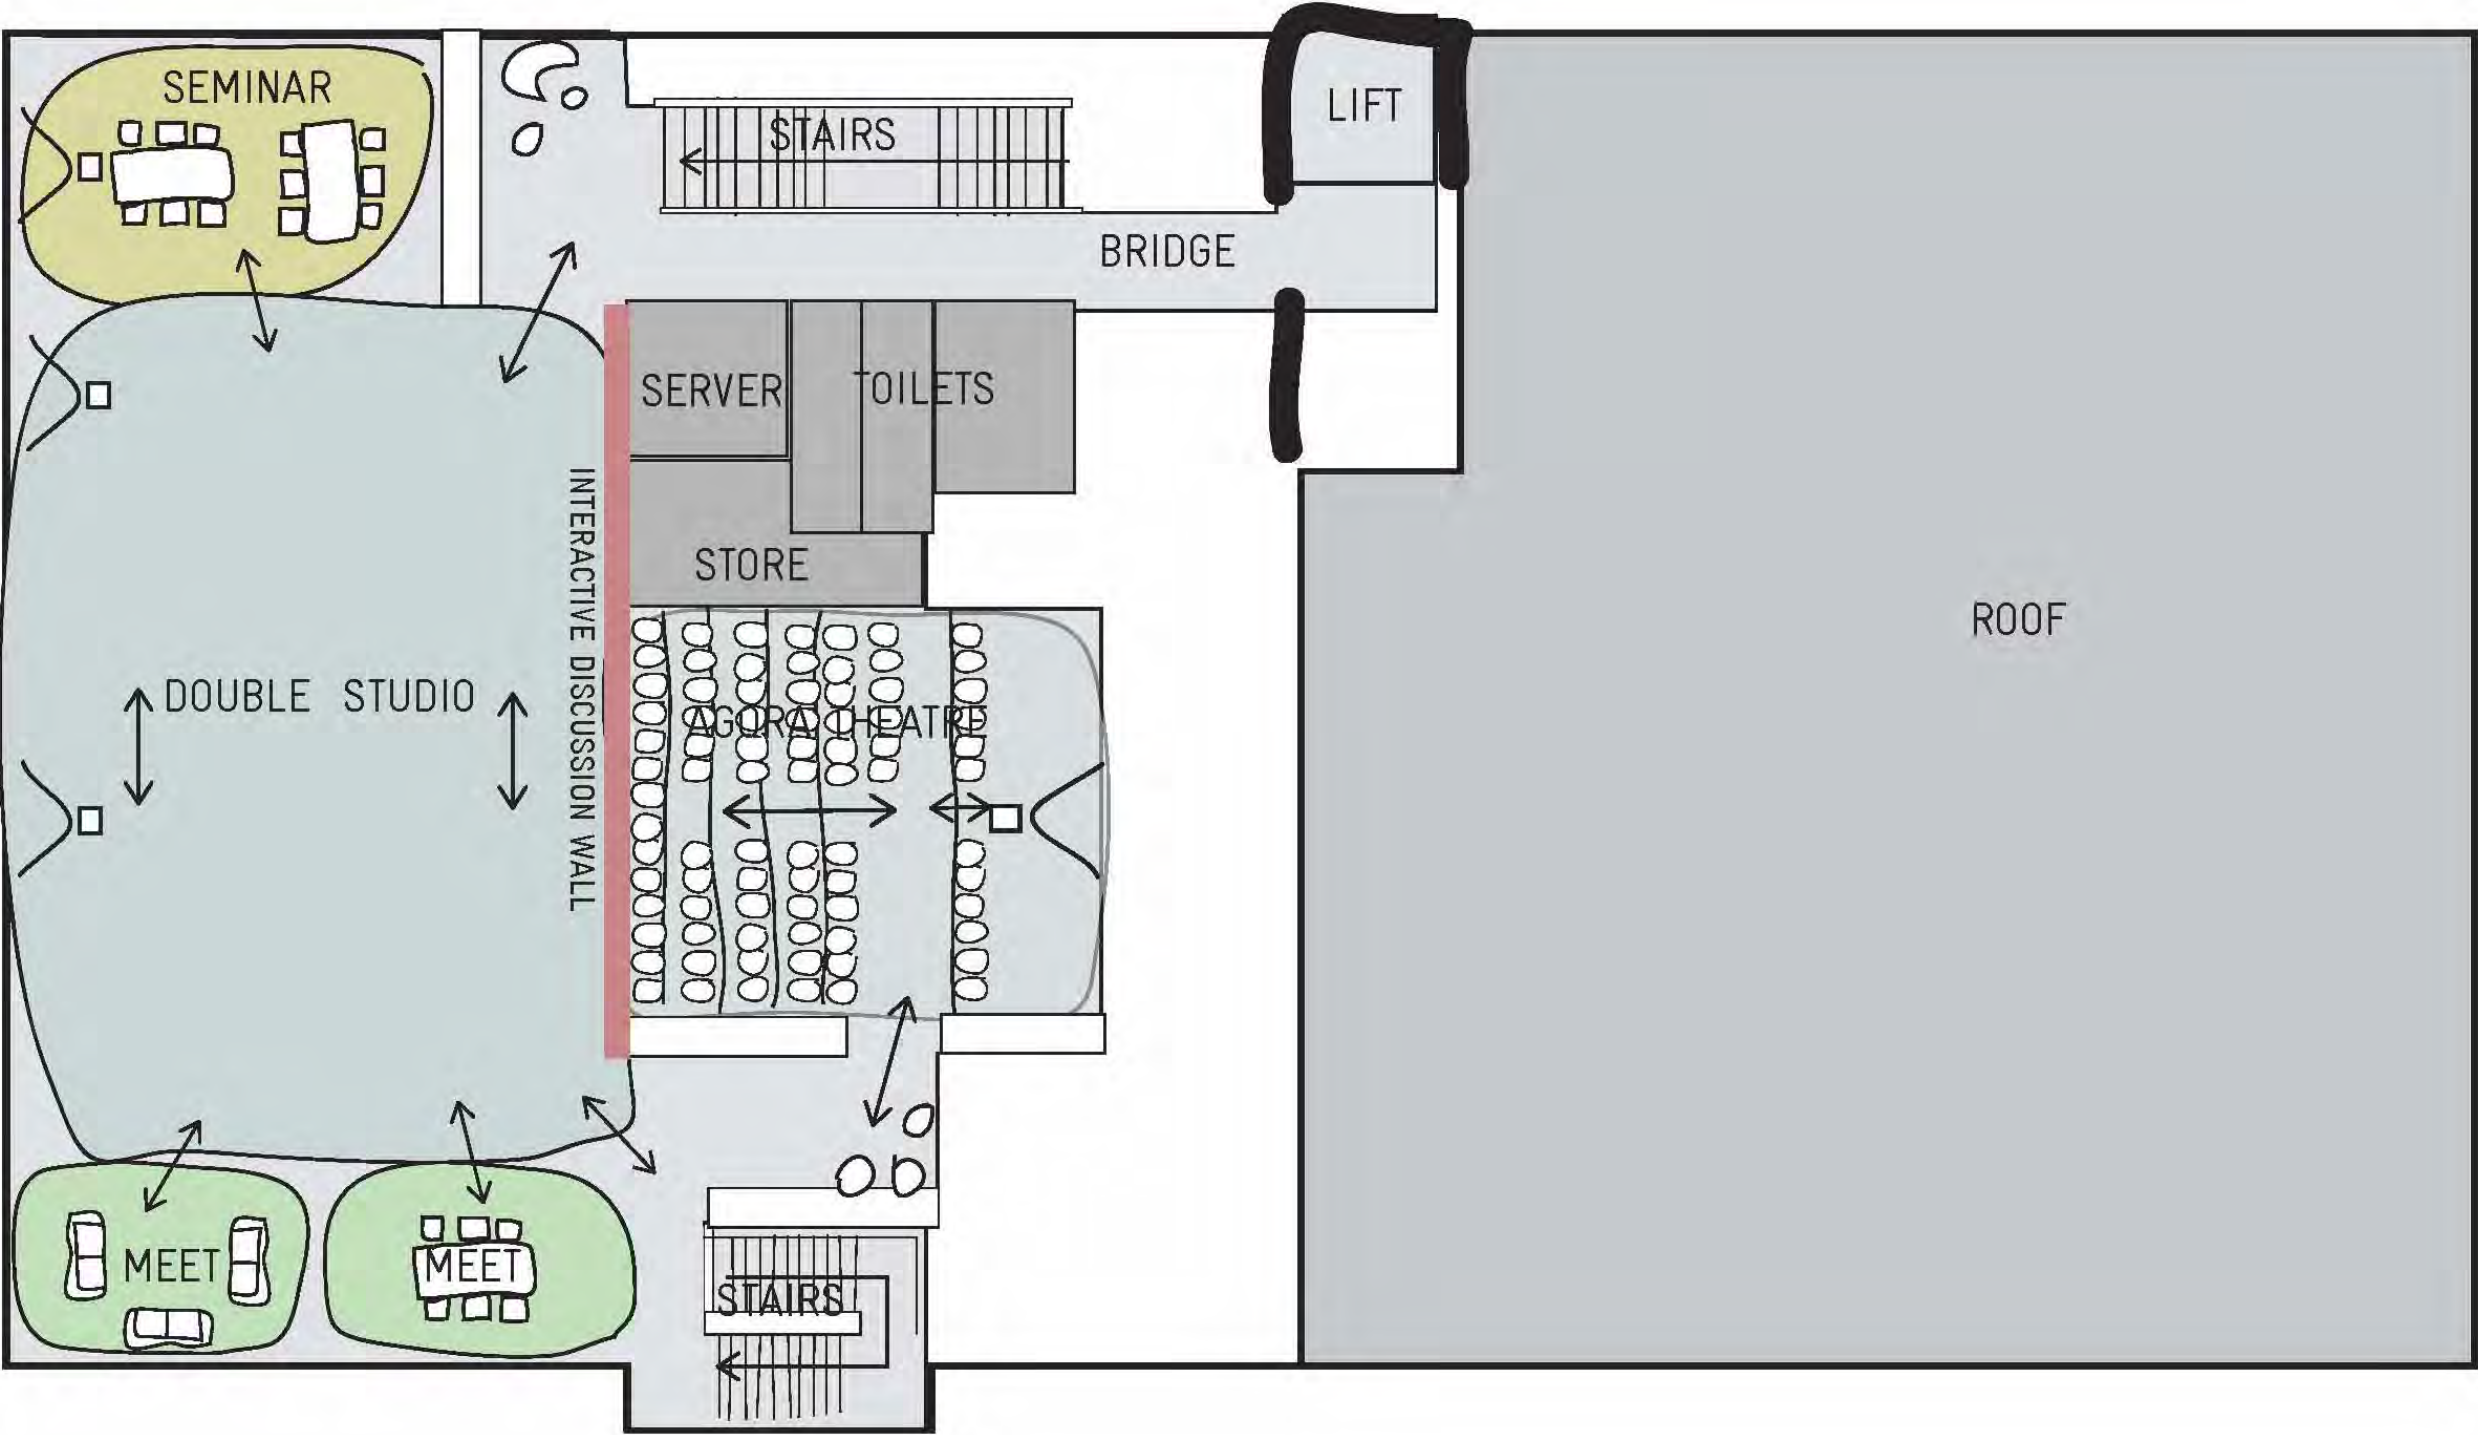 SEMINAR
STAIRS
LIFT
BRIDGE
SERVER
TOILETS
STORE
INTERACTIVE DISCUSSION WALL
ROOF
DOUBLE STUDIO
AGORA THEATRE
MEET
MEET
STAIRS